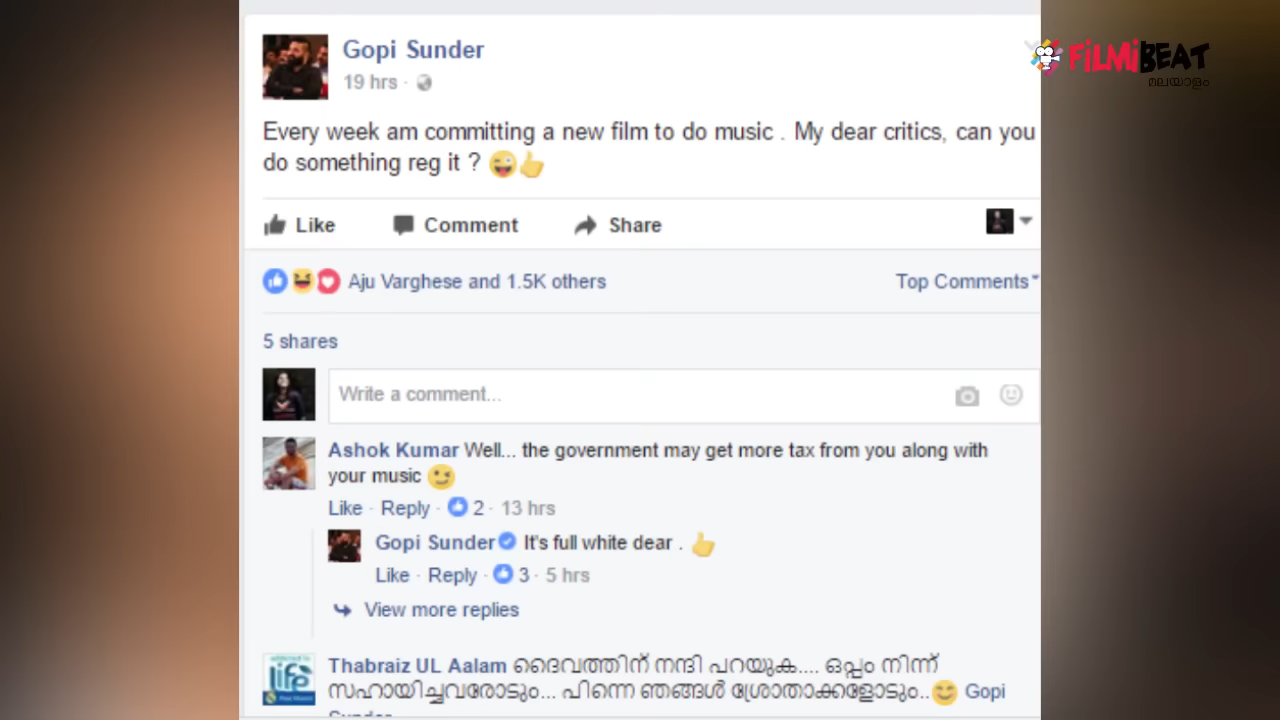 FiLMiBEAT
മലയാളം
Gopi Sunder
19 hrs ·
Every week am committing a new film to do music . My dear critics, can you
do something reg it ? 😜👍
Like Comment Share
Aju Varghese and 1.5K others Top Comments
5 shares
Write a comment...
Ashok Kumar Well... the government may get more tax from you along with
your music 😉
Like · Reply · 2 · 13 hrs
Gopi Sunder It's full white dear . 👍
Like · Reply · 3 · 5 hrs
View more replies
Thabraiz UL Aalam ദൈവത്തിന് നന്ദി പറയുക.... ഒപ്പം നിന്ന്
സഹായിച്ചവരോടും... പിന്നെ ഞങ്ങൾ ശ്രോതാക്കളോടും..😊 Gopi
life